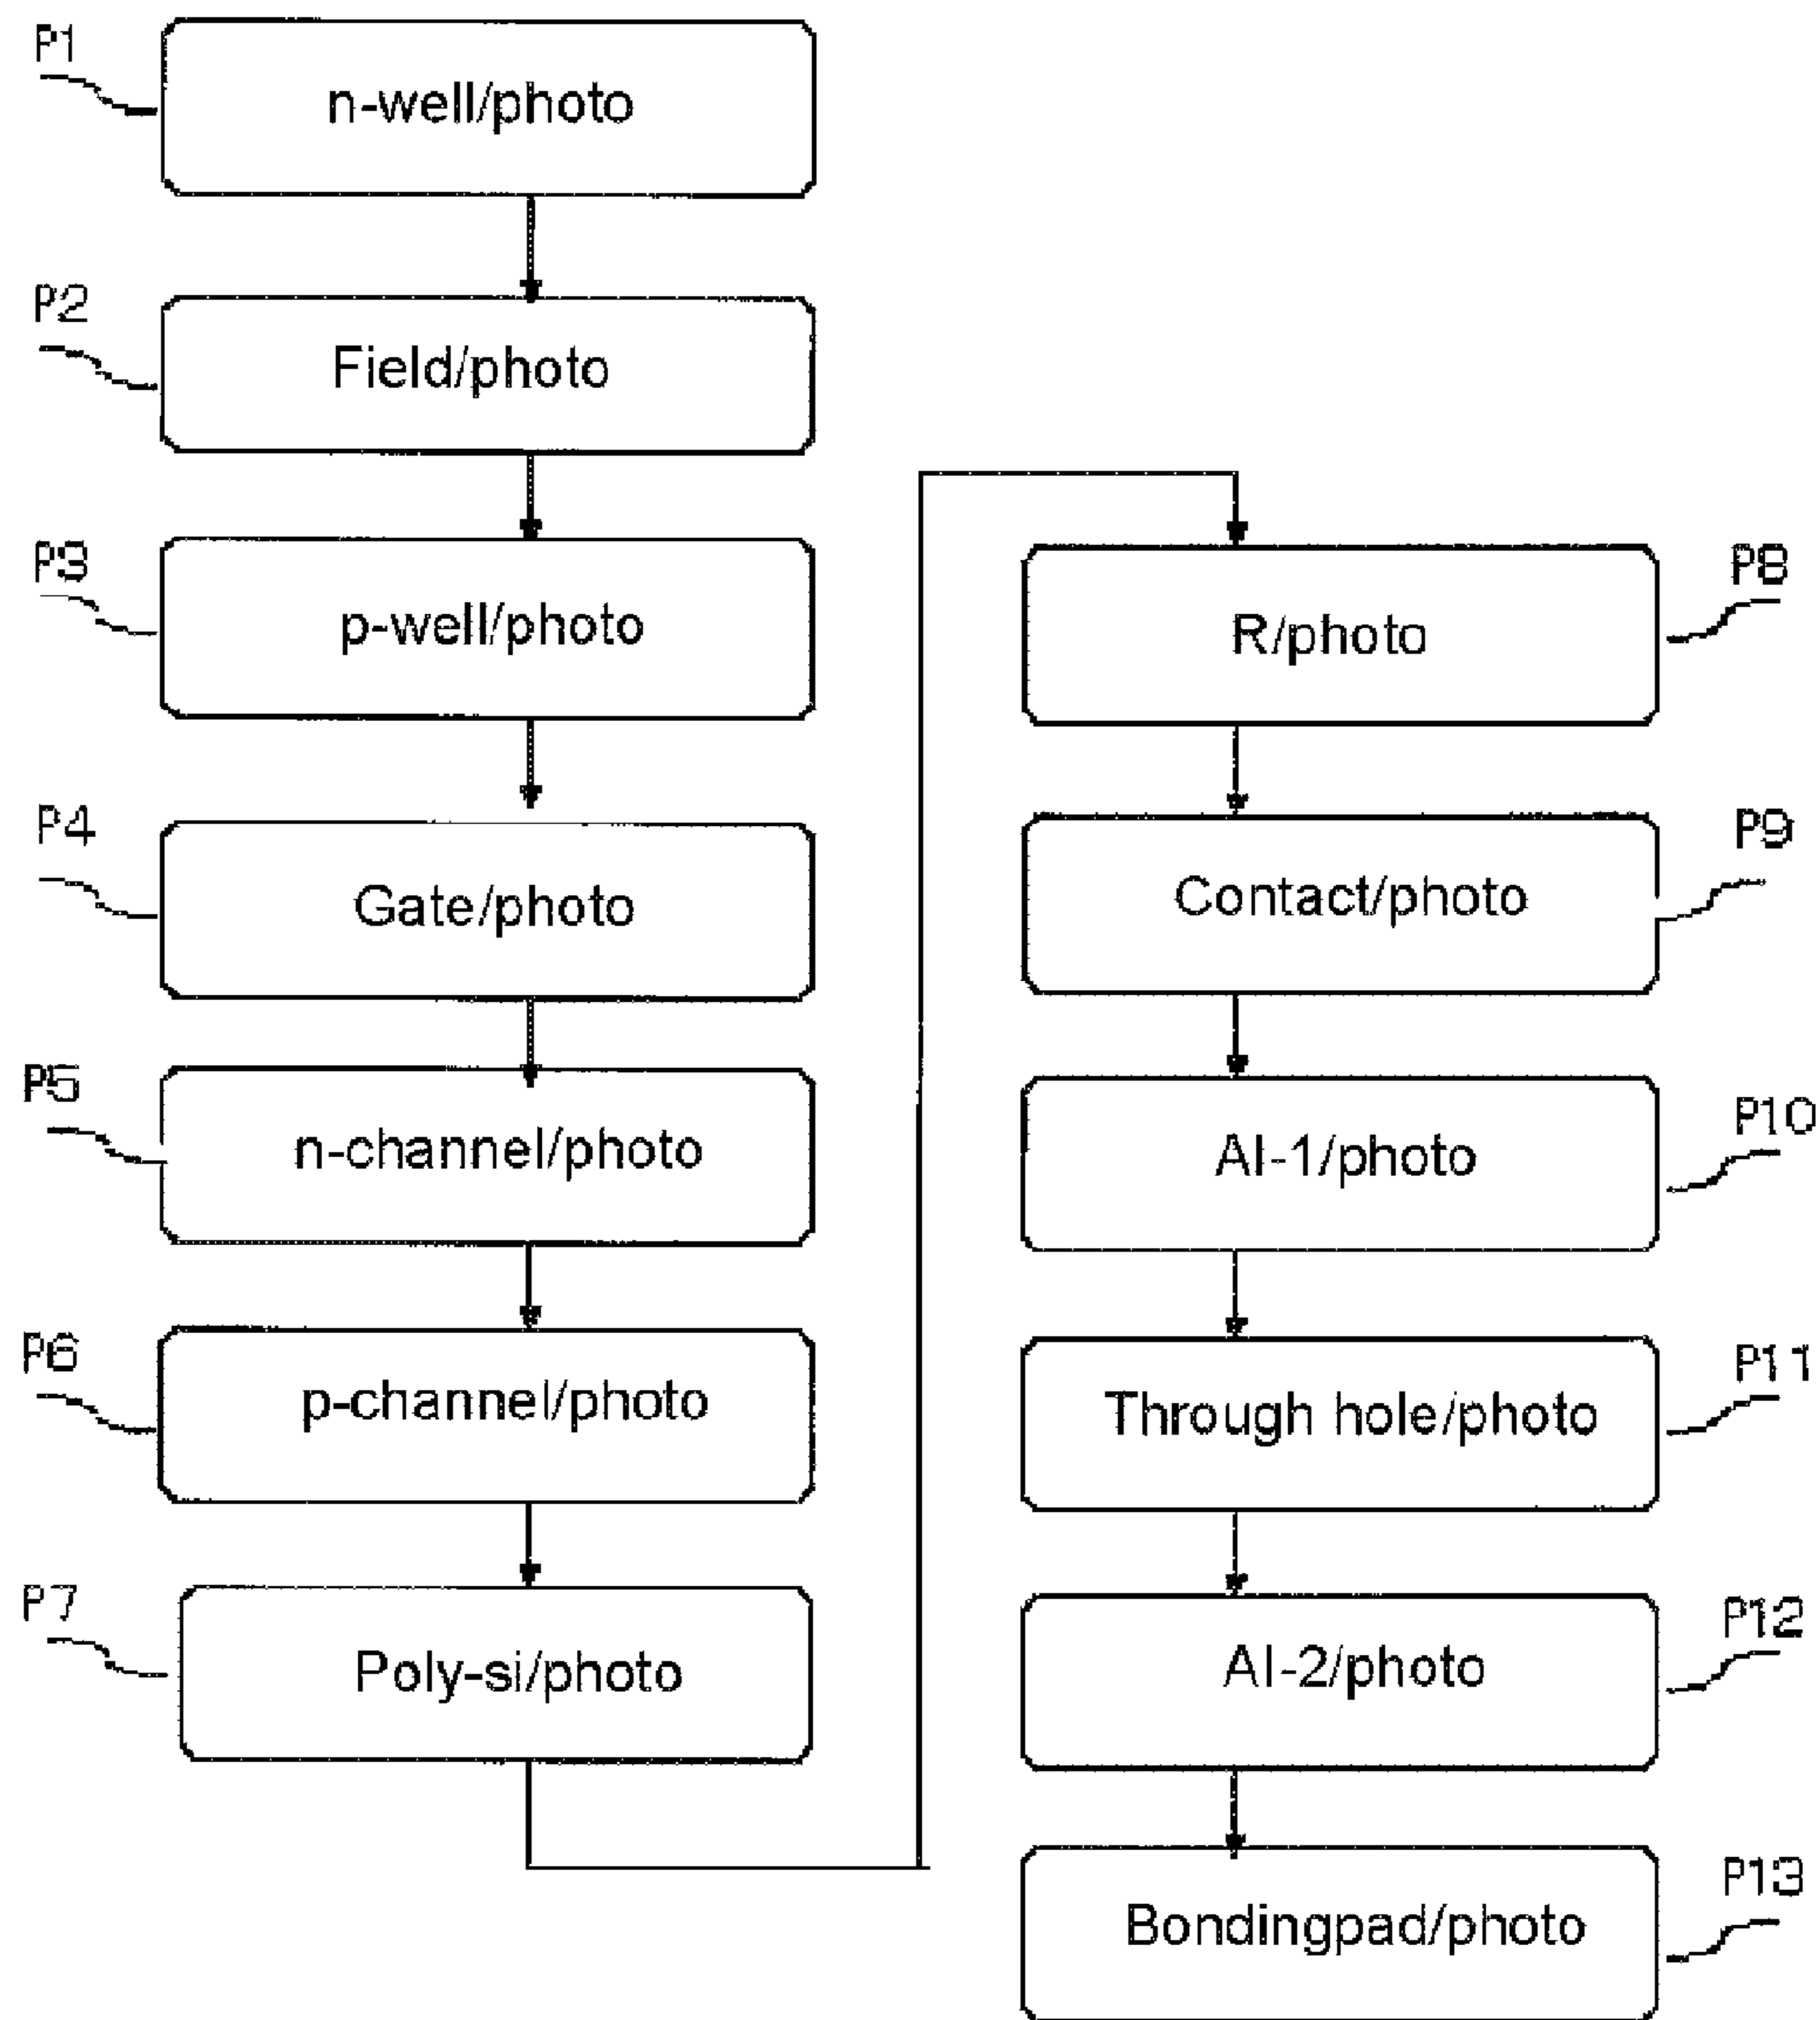 P1
n-well/photo
P2
Field/photo
P3
p-well/photo
P4
Gate/photo
P5
n-channel/photo
P6
p-channel/photo
P7
Poly-si/photo
P8
R/photo
P9
Contact/photo
P10
Al-1/photo
P11
Through hole/photo
P12
Al-2/photo
P13
Bondingpad/photo